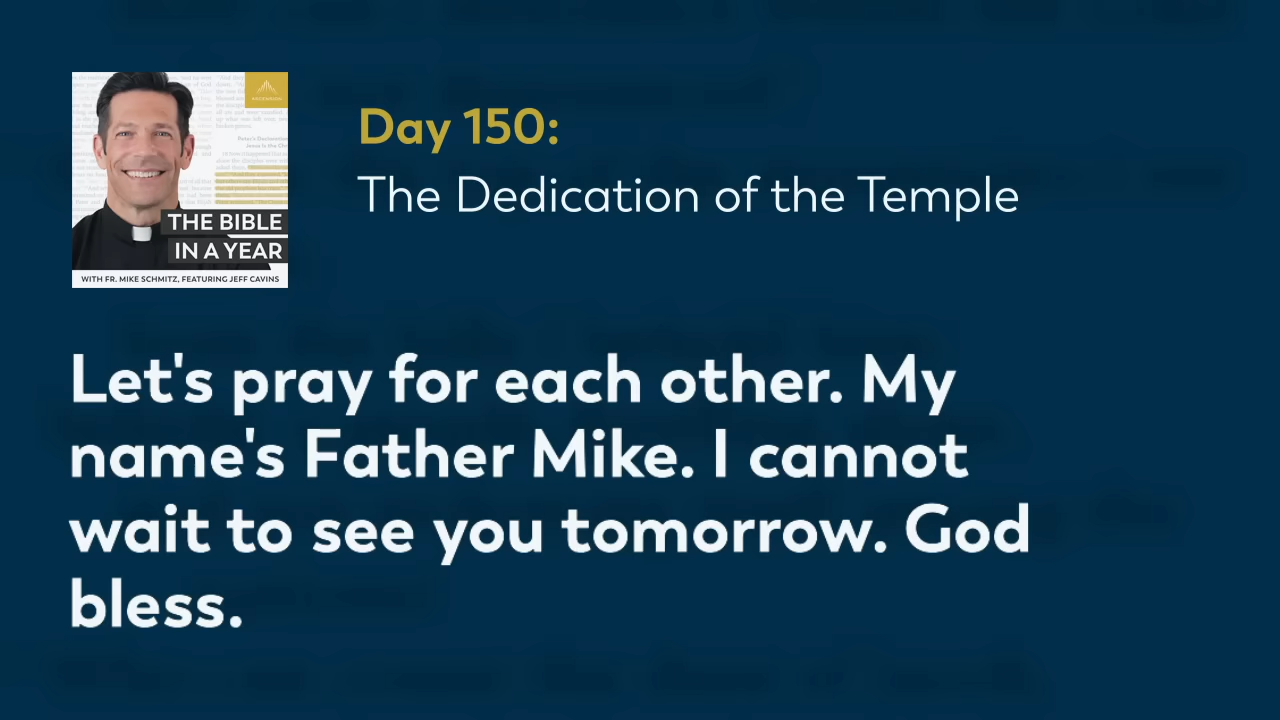 Day 150:
The Dedication of the Temple
ASCENSION
THE BIBLE
IN A YEAR
WITH FR. MIKE SCHMITZ, FEATURING JEFF CAVINS
Let's pray for each other. My
name's Father Mike. I cannot
wait to see you tomorrow. God
bless.